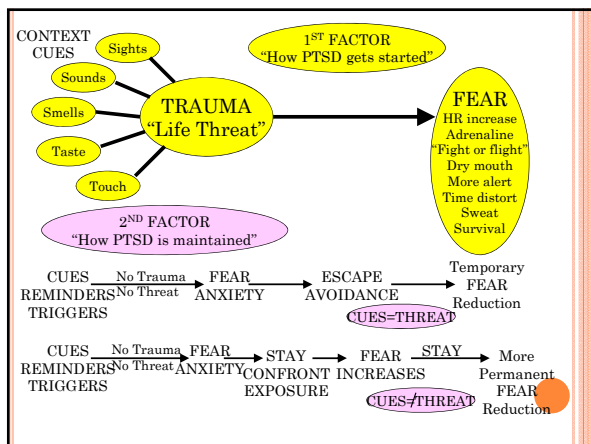 CONTEXT
CUES
Sights
Sounds
Smells
Taste
Touch
1ST FACTOR
“How PTSD gets started”
TRAUMA
“Life Threat”
FEAR
HR increase
Adrenaline
“Fight or flight”
Dry mouth
More alert
Time distort
Sweat
Survival
2ND FACTOR
“How PTSD is maintained”
CUES
REMINDERS
TRIGGERS
No Trauma
No Threat
FEAR
ANXIETY
ESCAPE
AVOIDANCE
CUES=THREAT
Temporary
FEAR
Reduction
CUES
REMINDERS
TRIGGERS
No Trauma
No Threat
FEAR
ANXIETY
STAY
CONFRONT
EXPOSURE
FEAR
INCREASES
STAY
CUES≠THREAT
More
Permanent
FEAR
Reduction